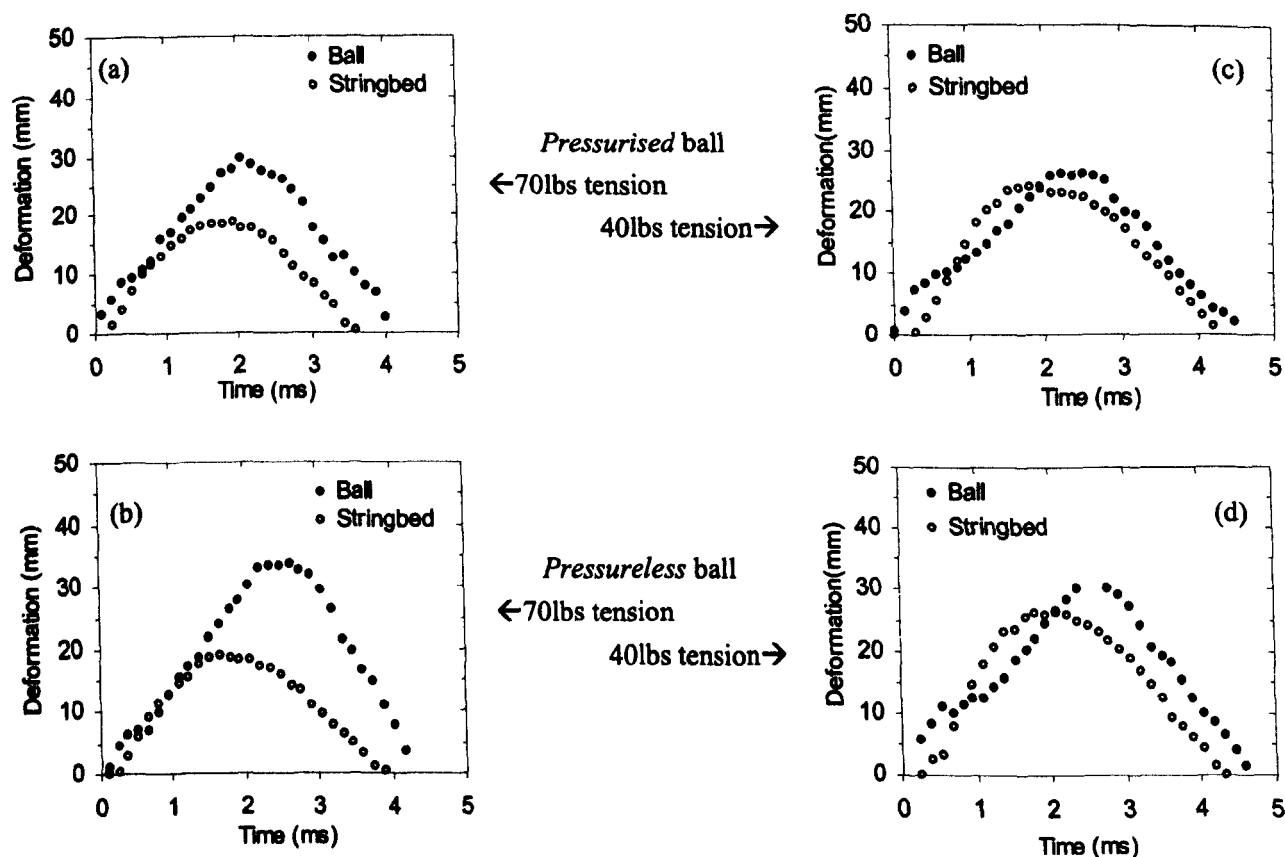 (a)
● Ball
○ Stringbed
Deformation (mm)
50
40
30
20
10
0
0 1 2 3 4 5
Time (ms)
Pressurised ball
←70lbs tension
40lbs tension→
(c)
● Ball
○ Stringbed
Deformation(mm)
50
40
30
20
10
0
0 1 2 3 4 5
Time (ms)
(b)
● Ball
○ Stringbed
Deformation (mm)
50
40
30
20
10
0
0 1 2 3 4 5
Time (ms)
Pressureless ball
←70lbs tension
40lbs tension→
(d)
● Ball
○ Stringbed
Deformation(mm)
50
40
30
20
10
0
0 1 2 3 4 5
Time (ms)